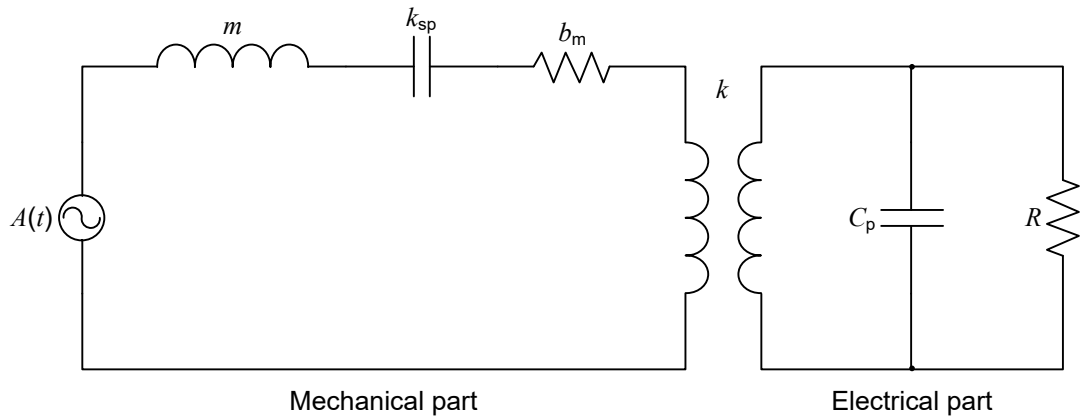 m
k_sp
b_m
k
A(t)
C_p
R
Mechanical part
Electrical part